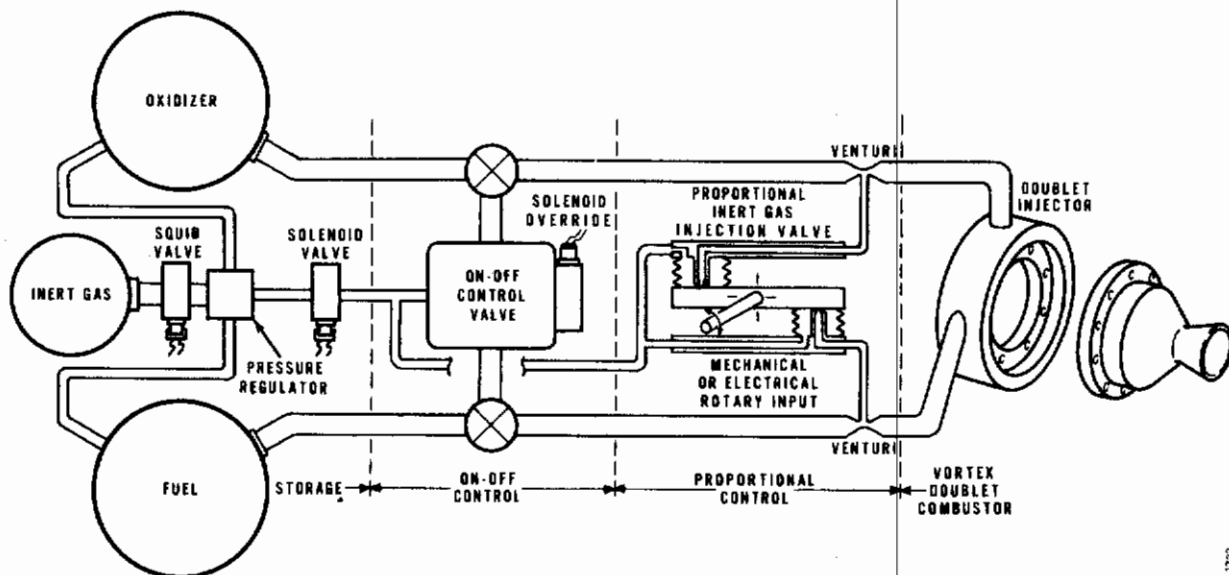 OXIDIZER
VENTURI
PROPORTIONAL
INERT GAS
INJECTION VALVE
DOUBLET
INJECTOR
SOLENOID
OVERRIDE
SQUIB
VALVE
SOLENOID
VALVE
INERT GAS
ON-OFF
CONTROL
VALVE
PRESSURE
REGULATOR
MECHANICAL
OR ELECTRICAL
ROTARY INPUT
VENTURI
FUEL
STORAGE
ON-OFF
CONTROL
PROPORTIONAL
CONTROL
VORTEX
DOUBLET
COMBUSTOR